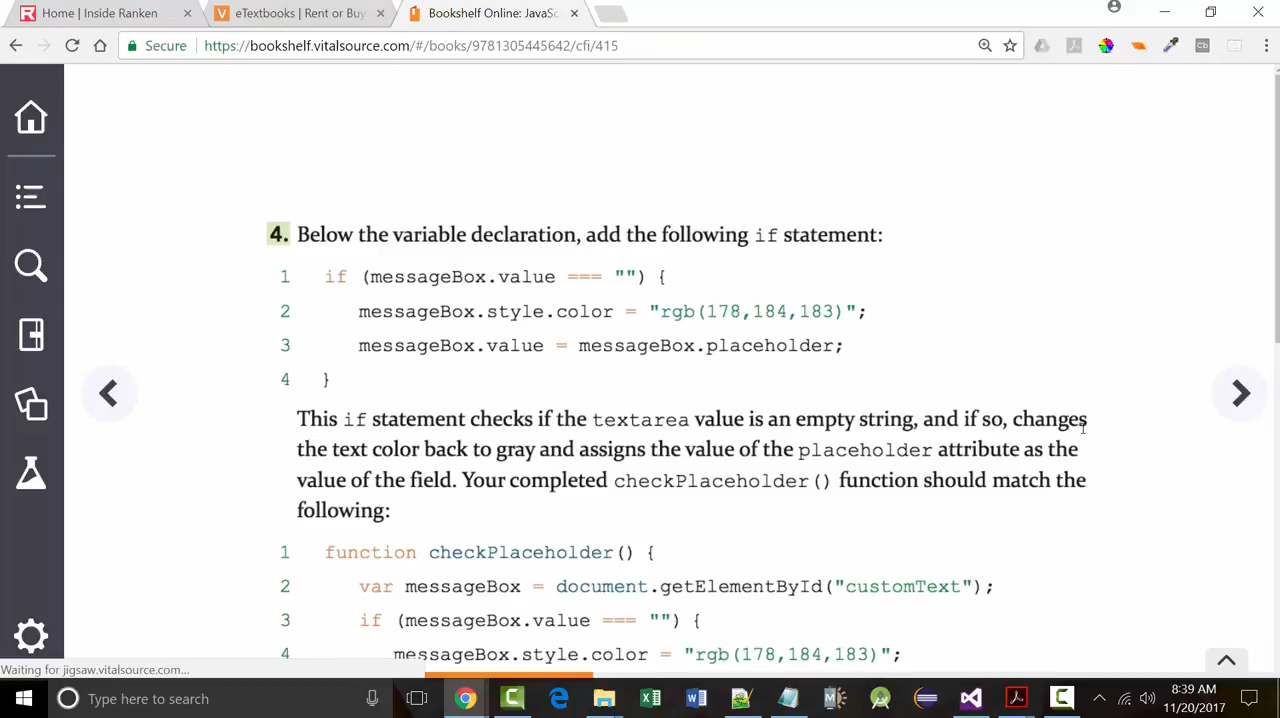 Home | Inside Ranken
eTextbooks | Rent or Buy
Bookshelf Online: JavaSc
Secure
https://bookshelf.vitalsource.com/#/books/9781305445642/cfi/415
4. Below the variable declaration, add the following if statement:
1 if (messageBox.value === "") {
2 messageBox.style.color = "rgb(178,184,183)";
3 messageBox.value = messageBox.placeholder;
4 }
This if statement checks if the textarea value is an empty string, and if so, changes
the text color back to gray and assigns the value of the placeholder attribute as the
value of the field. Your completed checkPlaceholder() function should match the
following:
1 function checkPlaceholder() {
2 var messageBox = document.getElementById("customText");
3 if (messageBox.value === "") {
4 messageBox.style.color = "rgb(178,184,183)";
Waiting for jigsaw.vitalsource.com...
Type here to search
8:39 AM
11/20/2017